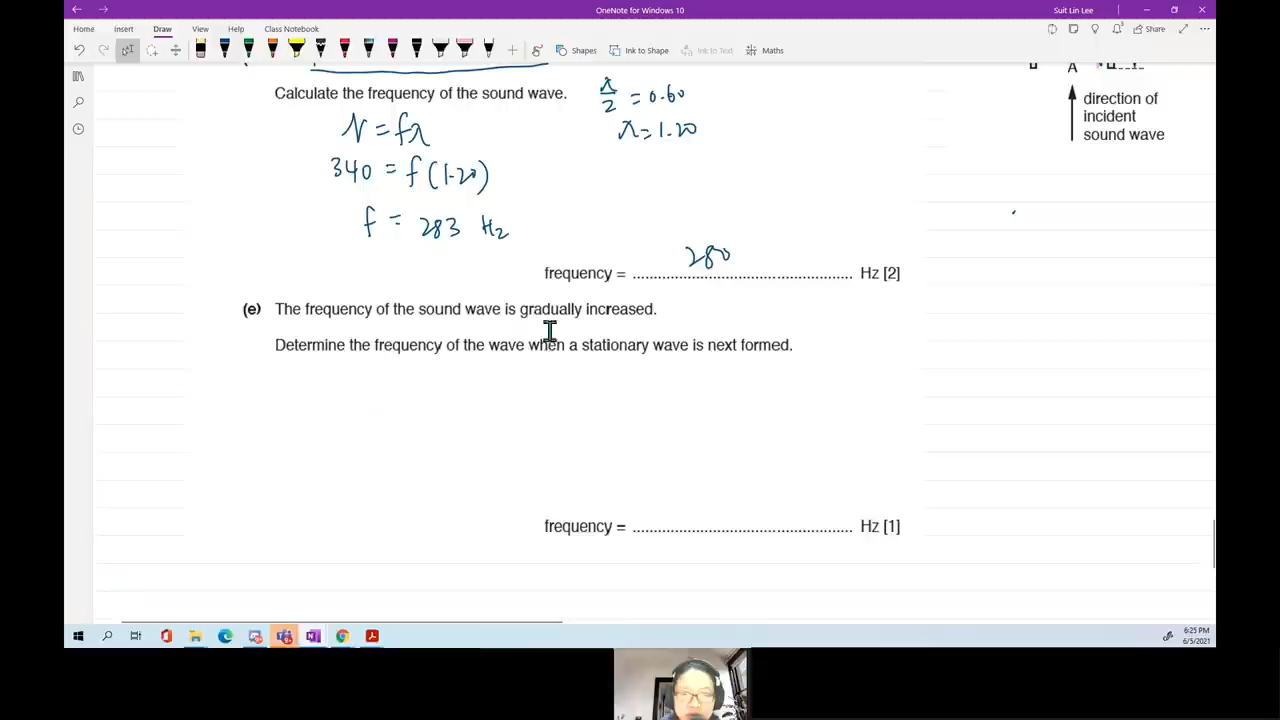 OneNote for Windows 10
Suit Lin Lee
Home Insert Draw View Help Class Notebook
Share
Shapes Ink to Shape Ink to Text Maths
Calculate the frequency of the sound wave.
λ/2 = 0.60
λ = 1.20
v = fλ
340 = f (1.20)
f = 283 Hz
A
direction of
incident
sound wave
280
frequency = ........................................................ Hz [2]
(e) The frequency of the sound wave is gradually increased.
Determine the frequency of the wave when a stationary wave is next formed.
frequency = ........................................................ Hz [1]
6:25 PM
6/5/2021